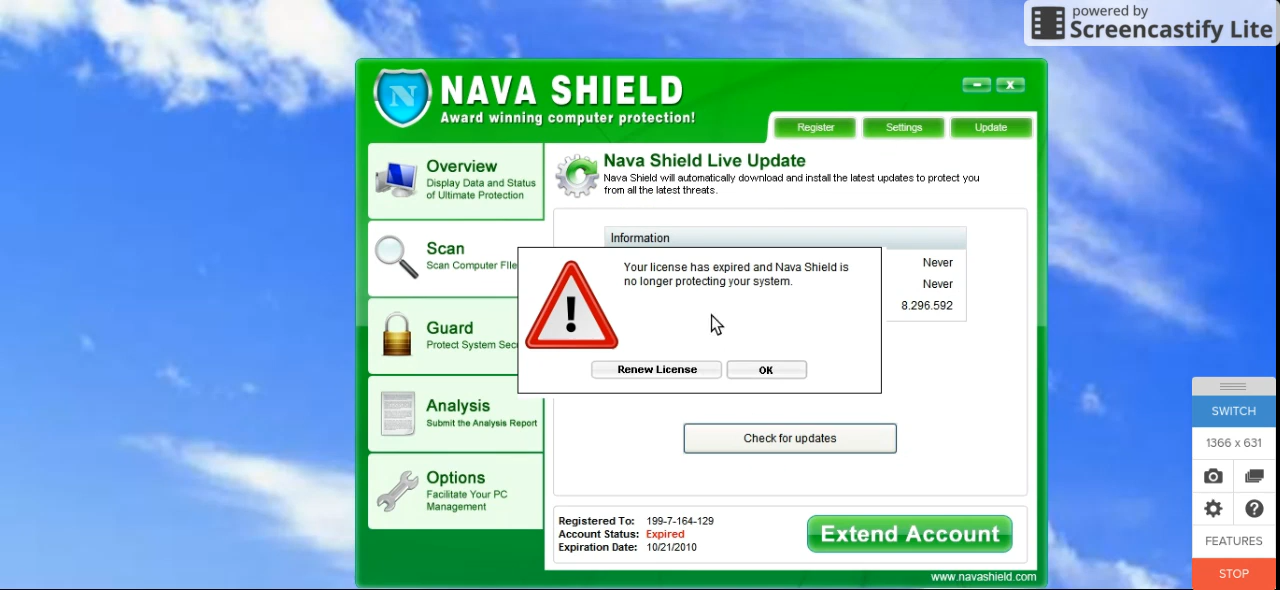 powered by
Screencastify Lite
N
NAVA SHIELD
Award winning computer protection!
Register
Settings
Update
Overview
Display Data and Status
of Ultimate Protection
Scan
Scan Computer FIle
Guard
Protect System Sec
Analysis
Submit the Analysis Report
Options
Facilitate Your PC
Management
Nava Shield Live Update
Nava Shield will automatically download and install the latest updates to protect you
from all the latest threats.
Information
Never
Never
8.296.592
Your license has expired and Nava Shield is
no longer protecting your system.
!
Renew License
OK
Check for updates
Registered To: 199-7-164-129
Account Status: Expired
Expiration Date: 10/21/2010
Extend Account
www.navashield.com
SWITCH
1366 x 631
FEATURES
STOP